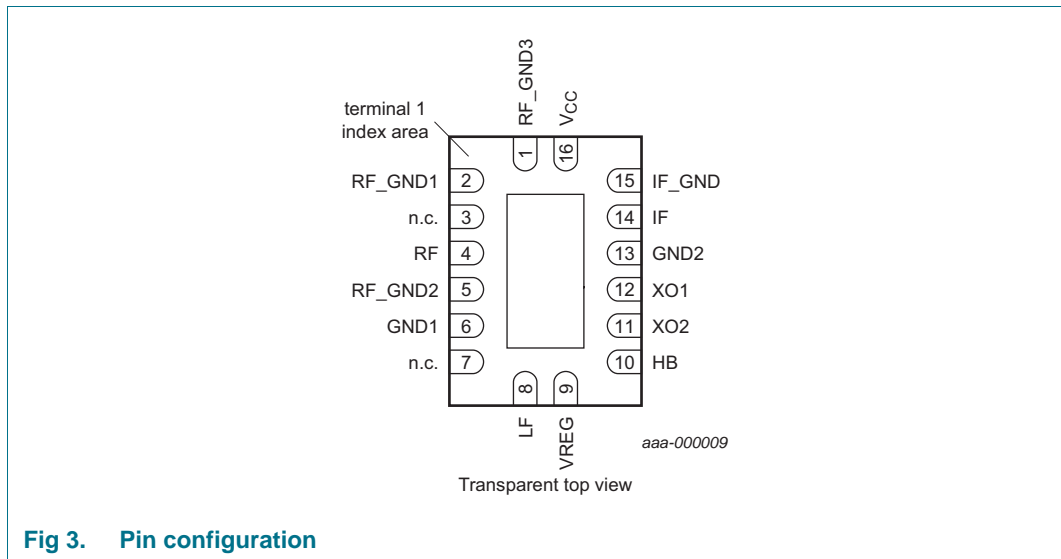 RF_GND3
VCC
terminal 1
index area
1
16
RF_GND1 2
15 IF_GND
n.c. 3
14 IF
RF 4
13 GND2
RF_GND2 5
12 XO1
GND1 6
11 XO2
n.c. 7
10 HB
8
9
LF
VREG
aaa-000009
Transparent top view
Fig 3. Pin configuration